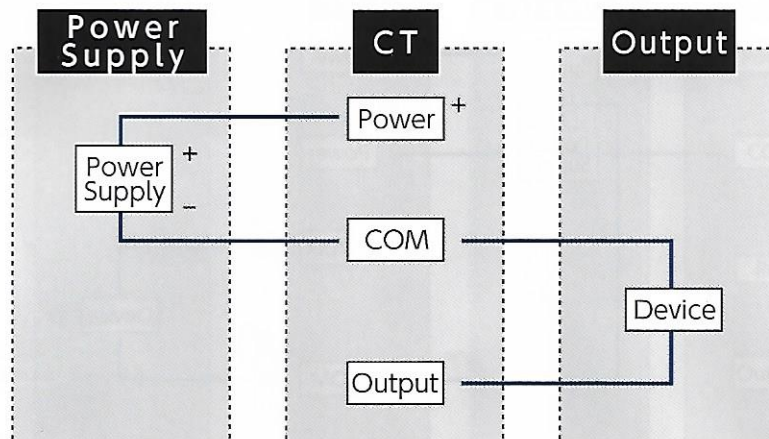 Power
Supply
CT
Output
Power +
Power
Supply
+
−
COM
Device
Output